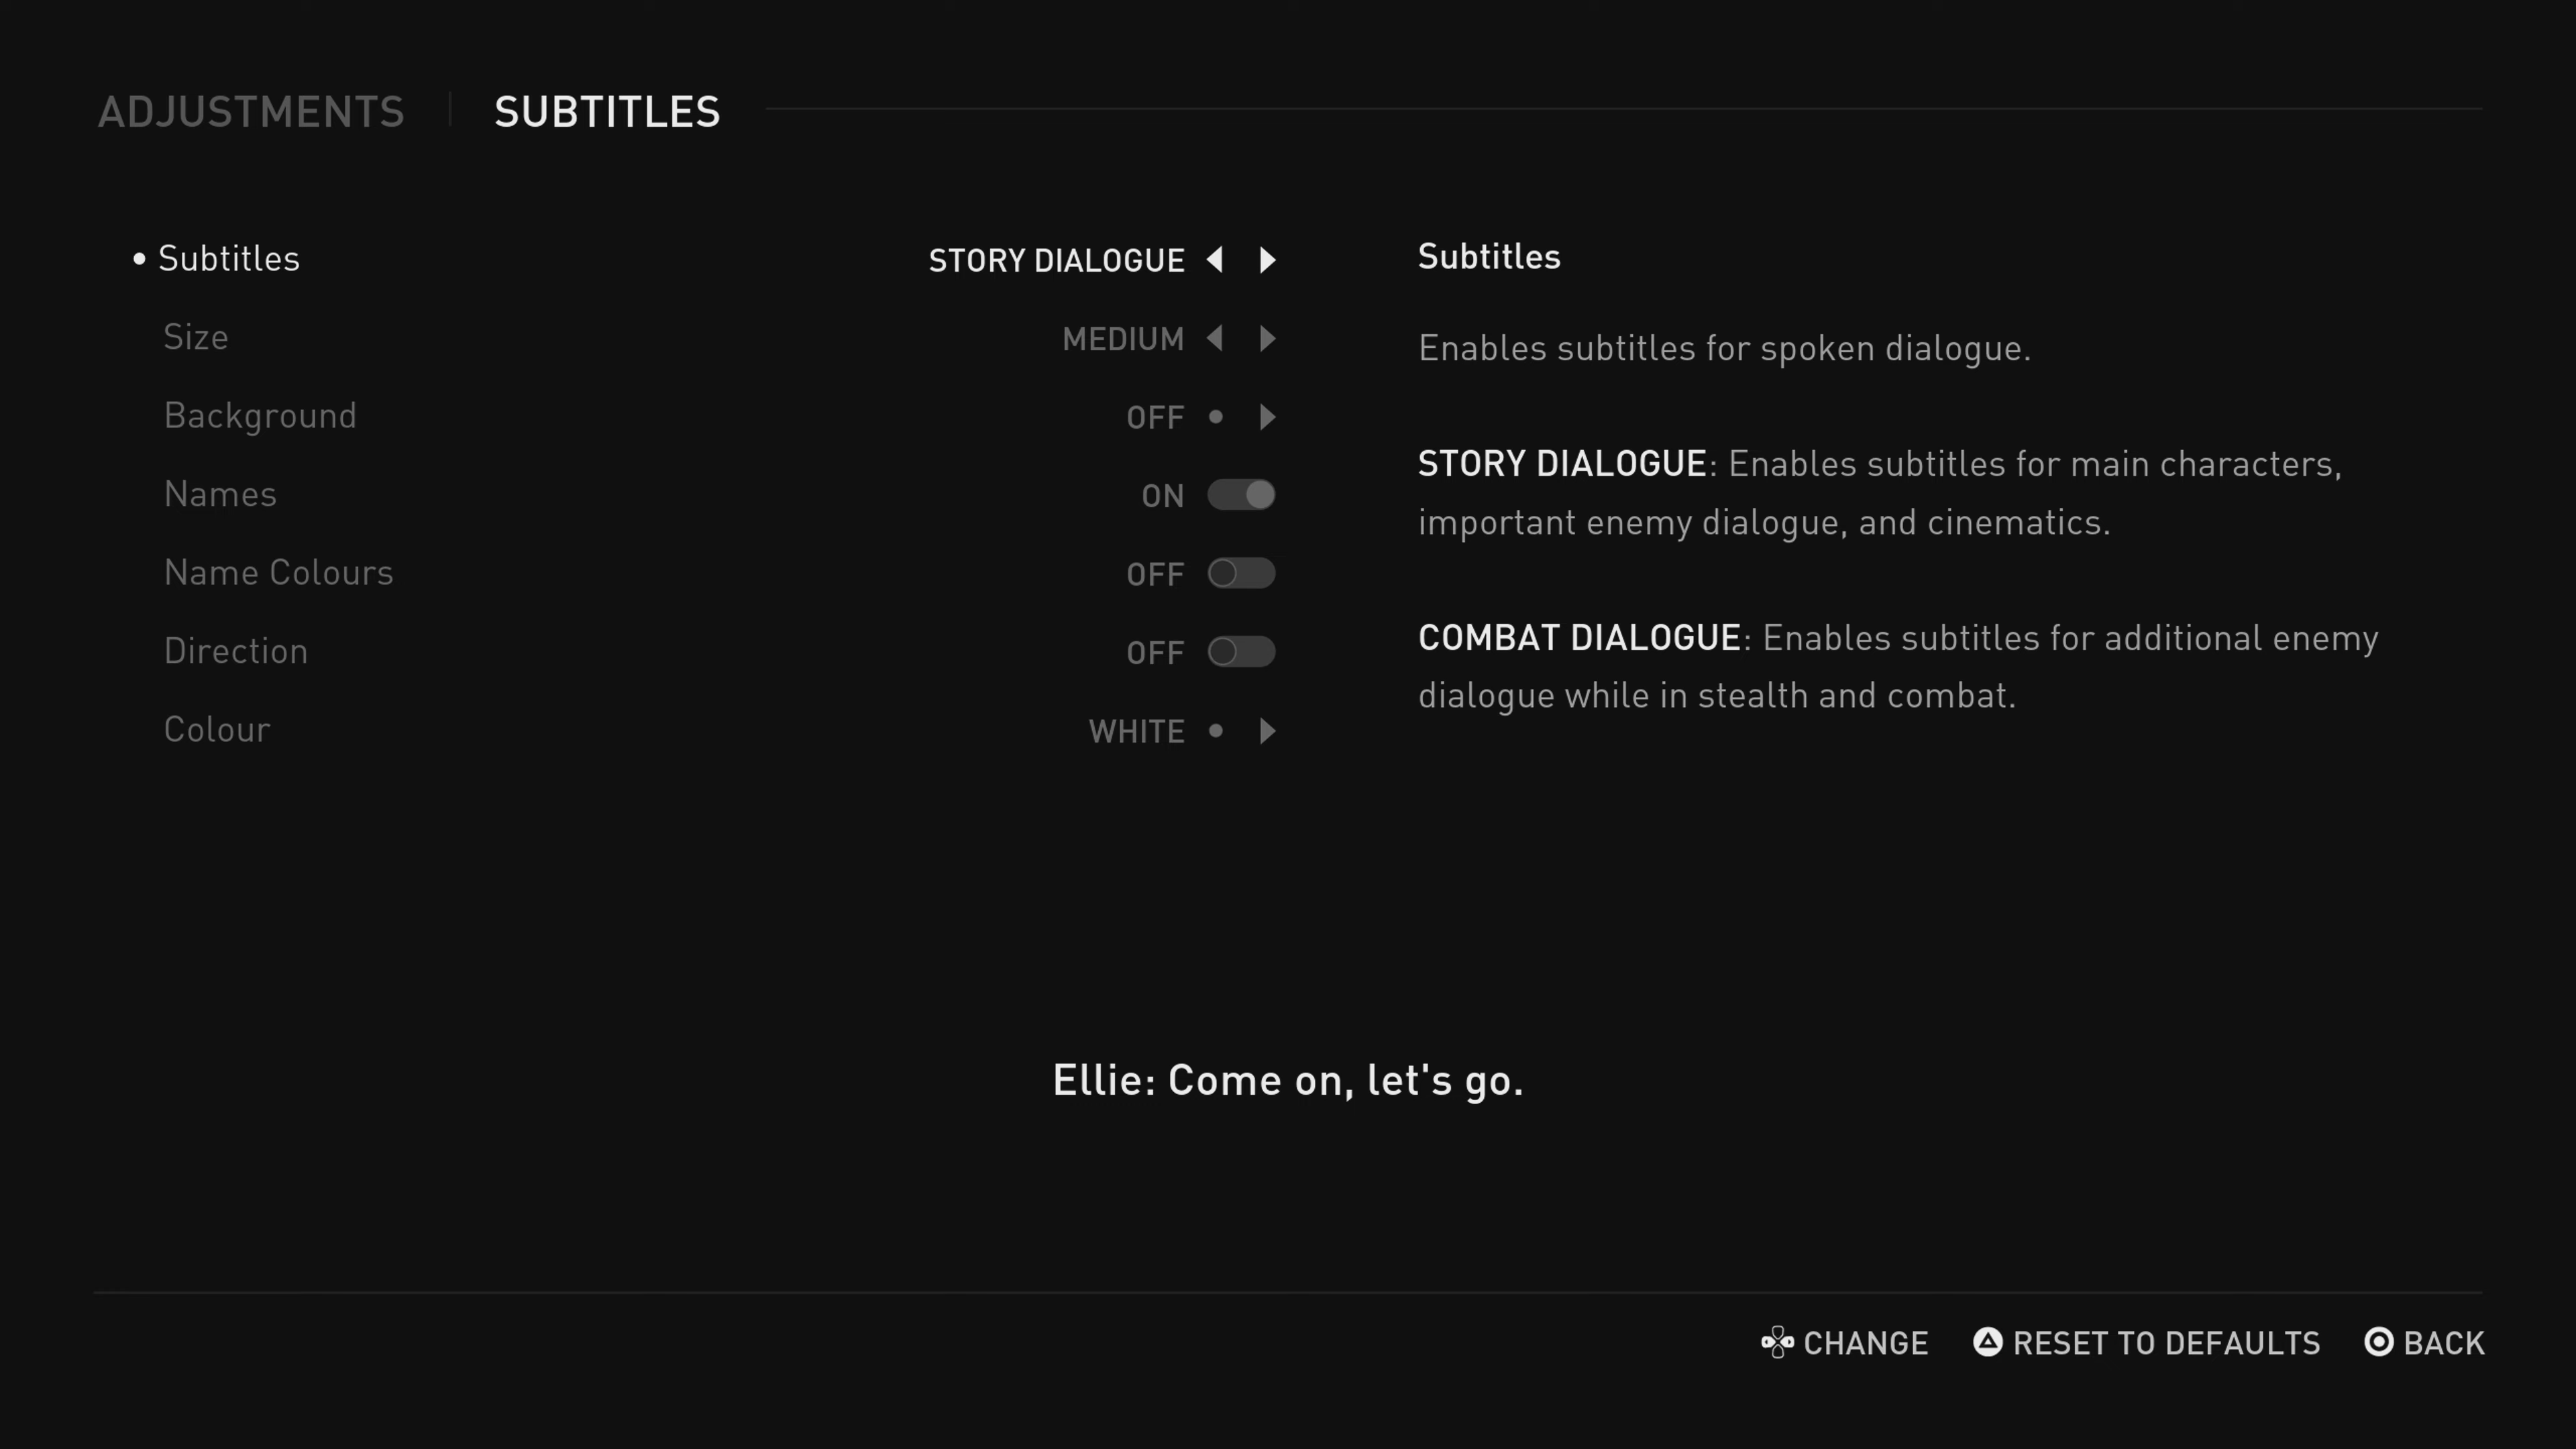 ADJUSTMENTS | SUBTITLES
Subtitles STORY DIALOGUE
Size MEDIUM
Background OFF
Names ON
Name Colours OFF
Direction OFF
Colour WHITE
Subtitles
Enables subtitles for spoken dialogue.
STORY DIALOGUE: Enables subtitles for main characters,
important enemy dialogue, and cinematics.
COMBAT DIALOGUE: Enables subtitles for additional enemy
dialogue while in stealth and combat.
Ellie: Come on, let's go.
CHANGE RESET TO DEFAULTS BACK